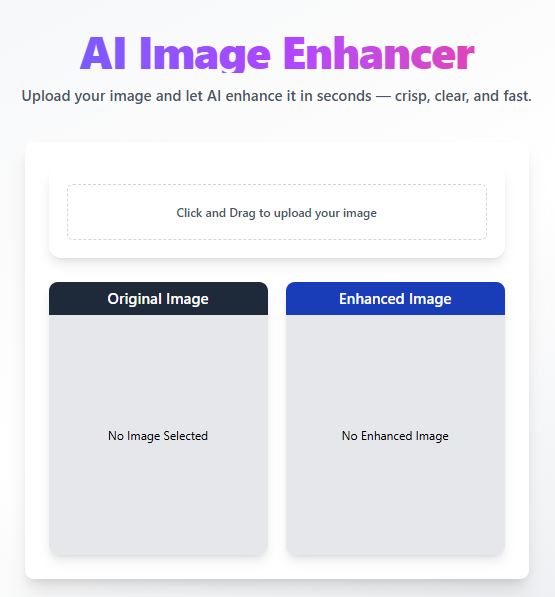 AI Image Enhancer
Upload your image and let AI enhance it in seconds — crisp, clear, and fast.
Click and Drag to upload your image
Original Image
Enhanced Image
No Image Selected
No Enhanced Image